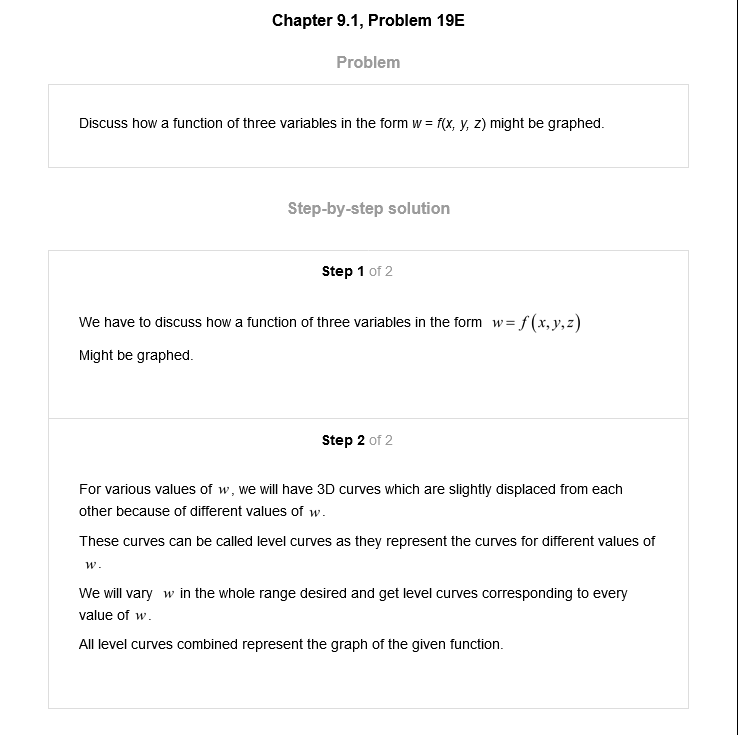 Chapter 9.1, Problem 19E
Problem
Discuss how a function of three variables in the form w = f(x, y, z) might be graphed.
Step-by-step solution
Step 1 of 2
We have to discuss how a function of three variables in the form w = f(x,y,z)
Might be graphed.
Step 2 of 2
For various values of w, we will have 3D curves which are slightly displaced from each
other because of different values of w.
These curves can be called level curves as they represent the curves for different values of
w.
We will vary w in the whole range desired and get level curves corresponding to every
value of w.
All level curves combined represent the graph of the given function.